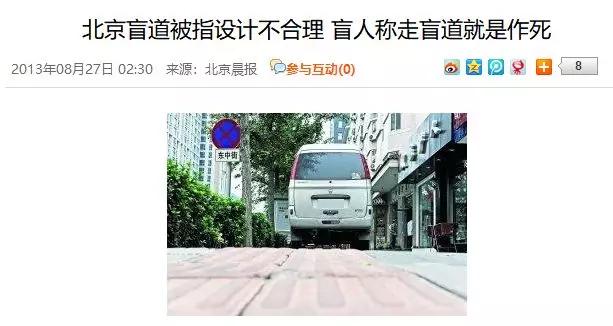 北京盲道被指设计不合理 盲人称走盲道就是作死
2013年08月27日 02:30 来源:北京晨报 参与互动(0) 8
东中街